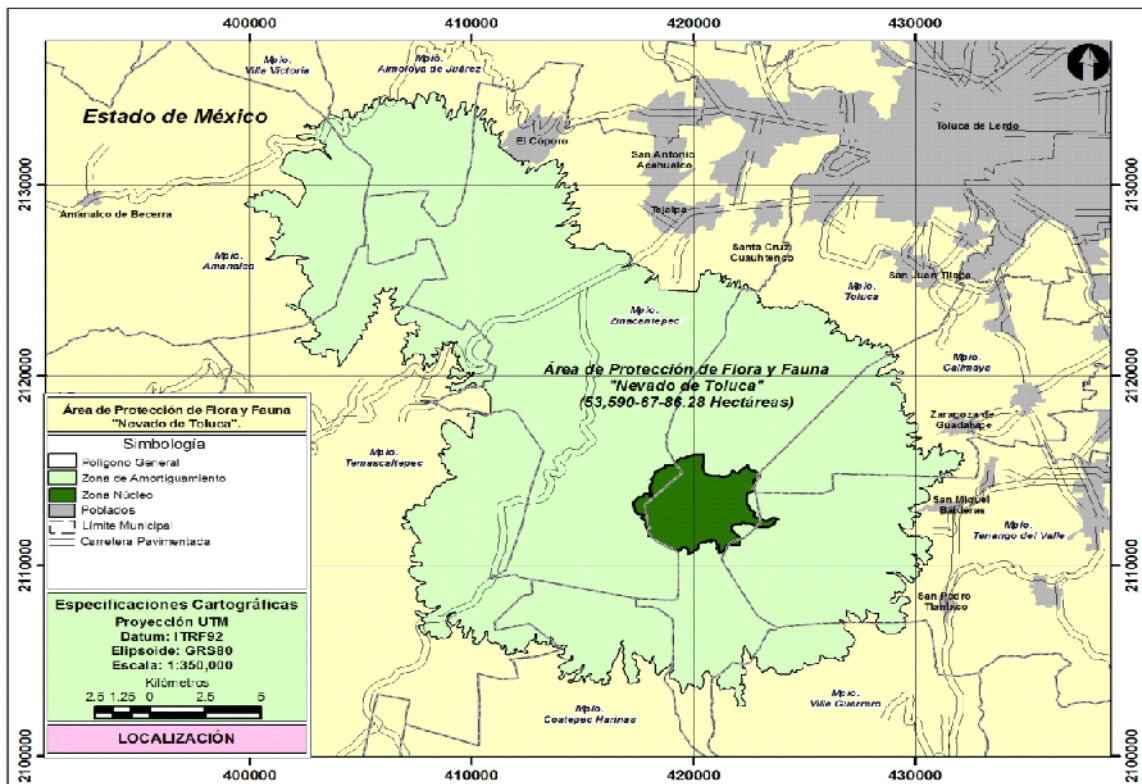 400000 410000 420000 430000
Mpio.
Villa Victoria
Mpio.
Almoloya de Juárez
Estado de México
Toluca de Lerdo
El Cóporo
San Antonio
Acahualco
2130000
2130000
Amanalco de Becerra
Tejalpa
Mpio.
Amanalco
Santa Cruz
Cuauhtenco
San Juan Tilapa
Mpio.
Toluca
Mpio.
Zinacantepec
Mpio.
Calimaya
2120000
2120000
Área de Protección de Flora y Fauna
"Nevado de Toluca"
(53,590-67-86.28 Hectáreas)
Zaragoza de
Guadalupe
Mpio.
Temascaltepec
San Miguel
Balderas
Mpio.
Tenango del Valle
2110000
San Pedro
Tlanixco
Mpio.
Coatepec Harinas
Mpio.
Villa Guerrero
2100000
2100000
2110000
Área de Protección de Flora y Fauna
"Nevado de Toluca".
Simbología
Polígono General
Zona de Amortiguamiento
Zona Núcleo
Poblados
Límite Municipal
Carretera Pavimentada
Especificaciones Cartográficas
Proyección UTM
Datum: ITRF92
Elipsoide: GRS80
Escala: 1:350,000
Kilómetros
2.5 1.25 0 2.5 5
LOCALIZACIÓN
400000 410000 420000 430000